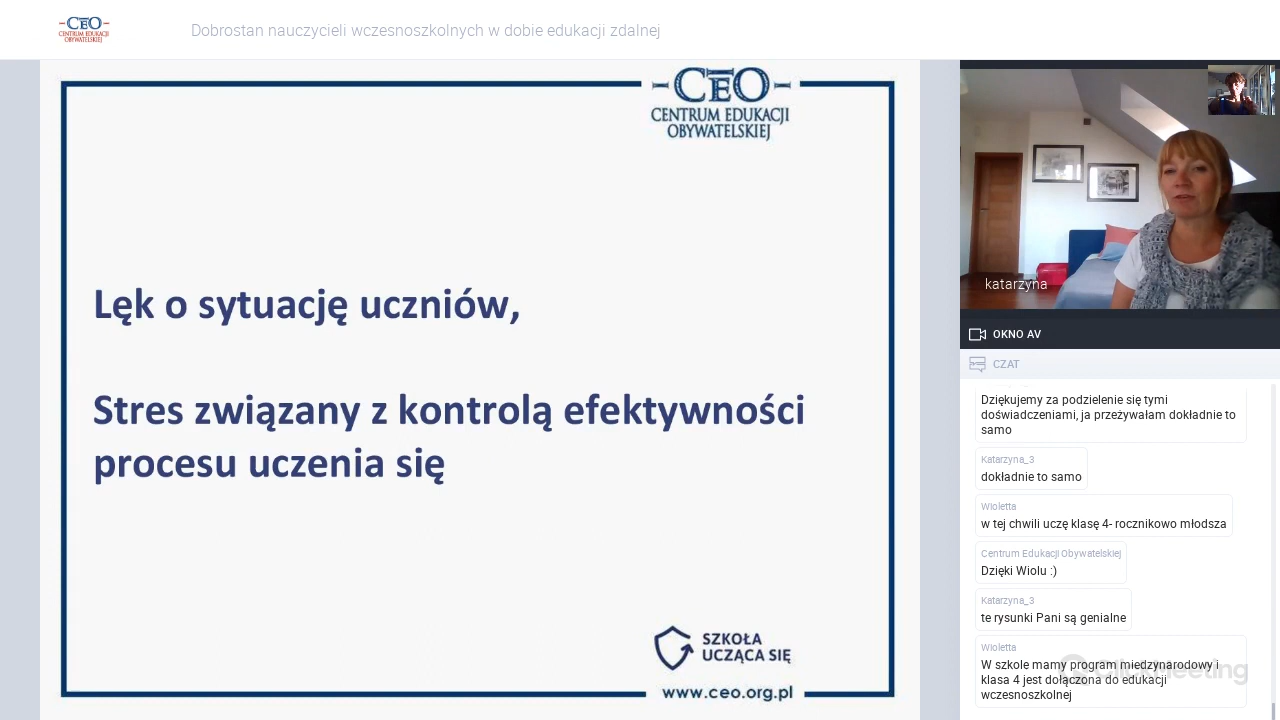 CEO
CENTRUM EDUKACJI
OBYWATELSKIEJ
Dobrostan nauczycieli wczesnoszkolnych w dobie edukacji zdalnej
CEO
CENTRUM EDUKACJI
OBYWATELSKIEJ
Lęk o sytuację uczniów,
Stres związany z kontrolą efektywności
procesu uczenia się
SZKOŁA
UCZĄCA SIĘ
www.ceo.org.pl
katarzyna
OKNO AV
CZAT
Dziękujemy za podzielenie się tymi
doświadczeniami, ja przeżywałam dokładnie to
samo
Katarzyna_3
dokładnie to samo
Wioletta
w tej chwili uczę klasę 4- rocznikowo młodsza
Centrum Edukacji Obywatelskiej
Dzięki Wiolu :)
Katarzyna_3
te rysunki Pani są genialne
Wioletta
W szkole mamy program miedzynarodowy i
klasa 4 jest dołączona do edukacji
wczesnoszkolnej